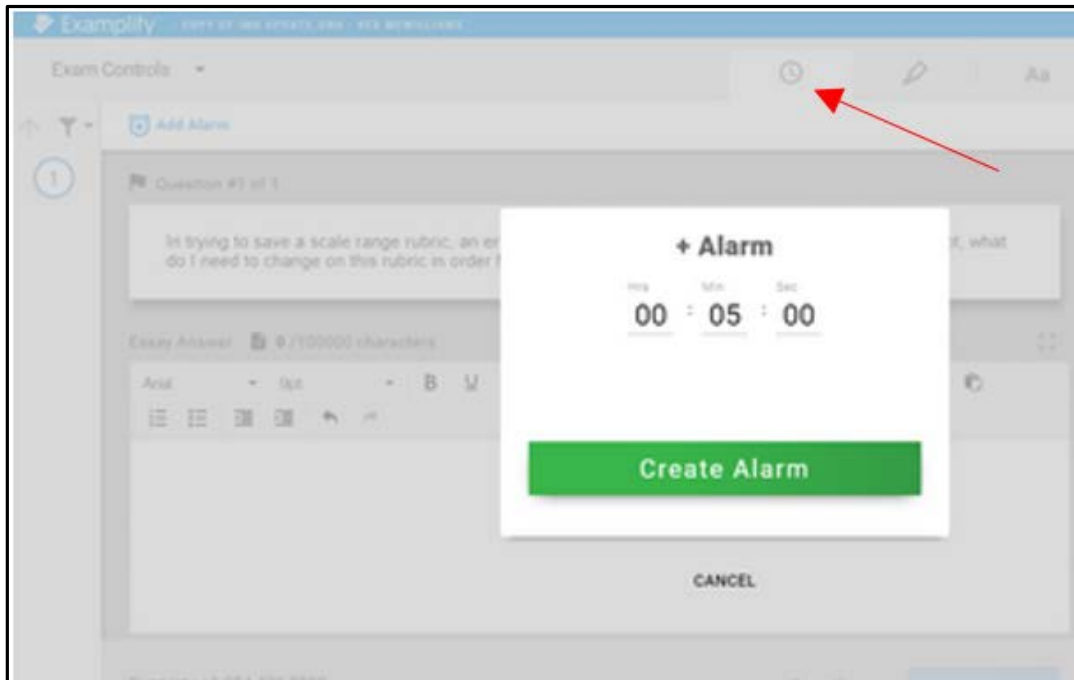 Examplify
Exam Controls
Aa
Add Alarm
1
Question #1 of 1
In trying to save a scale range rubric, an er
t, what
do I need to change on this rubric in order
+ Alarm
Hrs Min Sec
00 : 05 : 00
Essay Answer 0 /100000 characters
Arial 0pt B U
Create Alarm
CANCEL